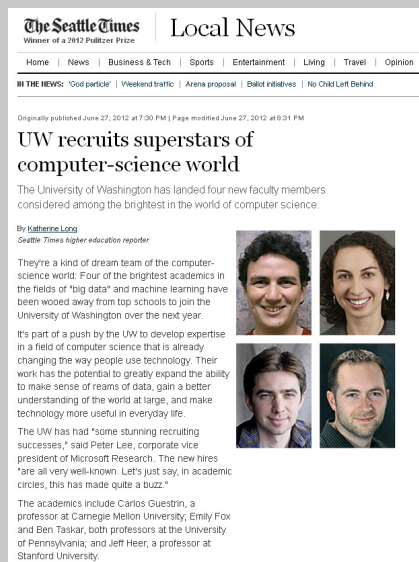 The Seattle Times
Winner of a 2012 Pulitzer Prize
Local News
Home | News | Business & Tech | Sports | Entertainment | Living | Travel | Opinion
IN THE NEWS: 'God particle' | Weekend traffic | Arena proposal | Ballot initiatives | No Child Left Behind
Originally published June 27, 2012 at 7:30 PM | Page modified June 27, 2012 at 8:31 PM
UW recruits superstars of
computer-science world
The University of Washington has landed four new faculty members
considered among the brightest in the world of computer science.
By Katherine Long
Seattle Times higher education reporter
They're a kind of dream team of the computer-
science world: Four of the brightest academics in
the fields of "big data" and machine learning have
been wooed away from top schools to join the
University of Washington over the next year.
It's part of a push by the UW to develop expertise
in a field of computer science that is already
changing the way people use technology. Their
work has the potential to greatly expand the ability
to make sense of reams of data, gain a better
understanding of the world at large, and make
technology more useful in everyday life.
The UW has had "some stunning recruiting
successes," said Peter Lee, corporate vice
president of Microsoft Research. The new hires
"are all very well-known. Let's just say, in academic
circles, this has made quite a buzz."
The academics include Carlos Guestrin, a
professor at Carnegie Mellon University; Emily Fox
and Ben Taskar, both professors at the University
of Pennsylvania; and Jeff Heer, a professor at
Stanford University.